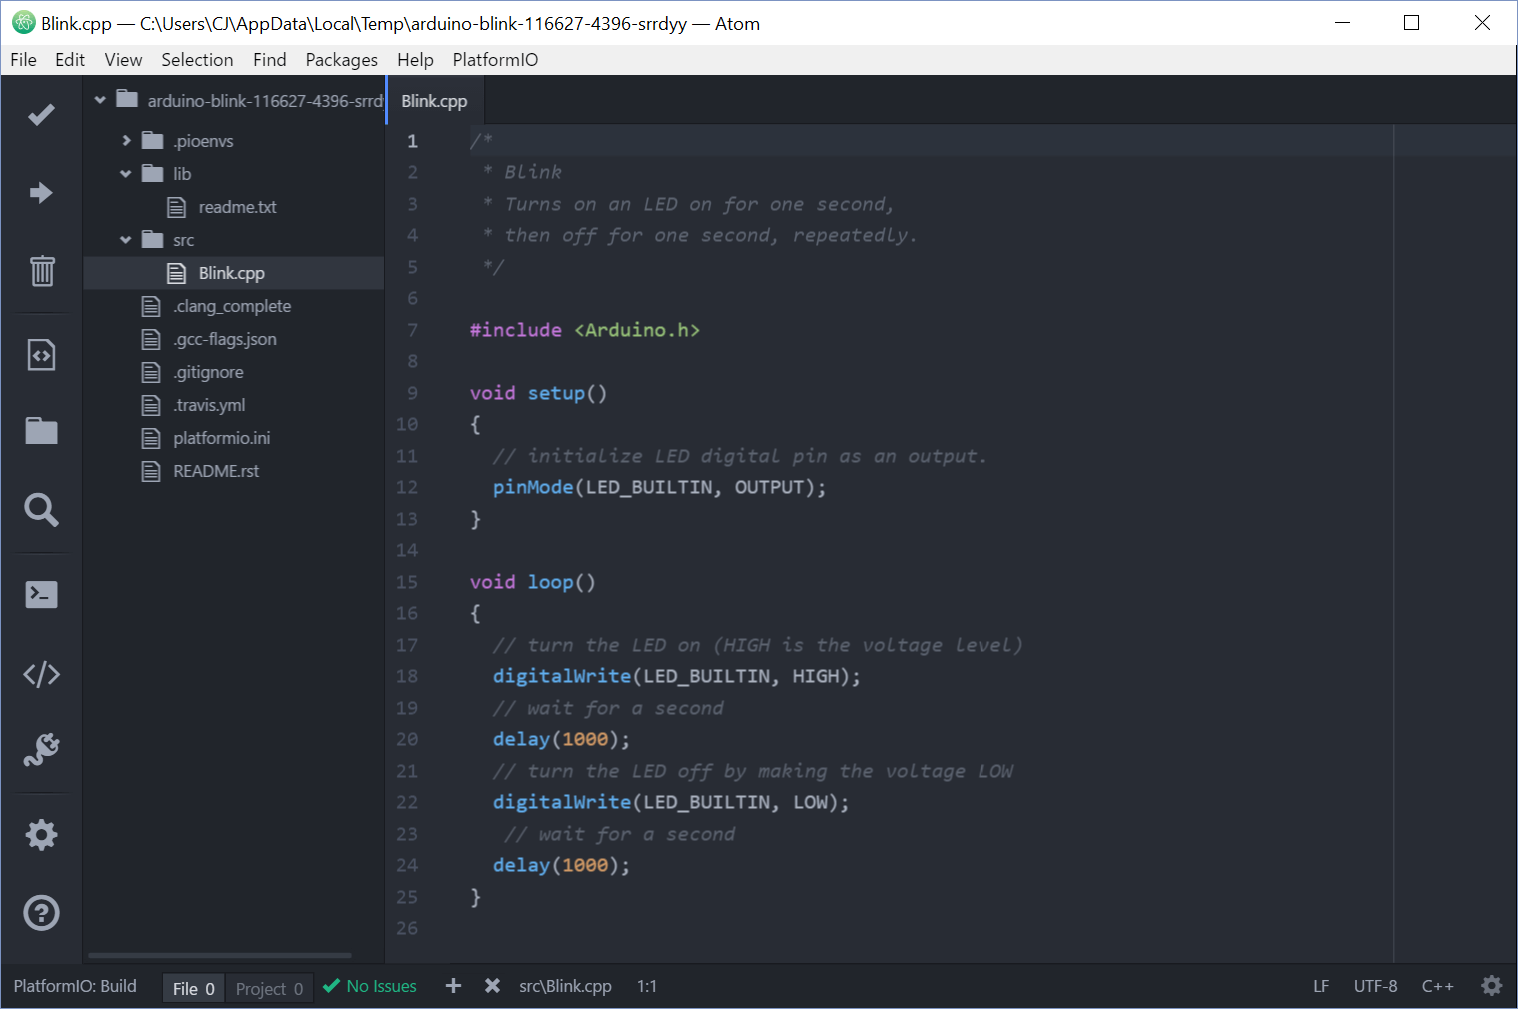 Blink.cpp — C:\Users\CJ\AppData\Local\Temp\arduino-blink-116627-4396-srrdyy — Atom
File Edit View Selection Find Packages Help PlatformIO
arduino-blink-116627-4396-srrdy
.pioenvs
lib
readme.txt
src
Blink.cpp
.clang_complete
.gcc-flags.json
.gitignore
.travis.yml
platformio.ini
README.rst
Blink.cpp
1 /*
2 * Blink
3 * Turns on an LED on for one second,
4 * then off for one second, repeatedly.
5 */
6
7 #include <Arduino.h>
8
9 void setup()
10 {
11 // initialize LED digital pin as an output.
12 pinMode(LED_BUILTIN, OUTPUT);
13 }
14
15 void loop()
16 {
17 // turn the LED on (HIGH is the voltage level)
18 digitalWrite(LED_BUILTIN, HIGH);
19 // wait for a second
20 delay(1000);
21 // turn the LED off by making the voltage LOW
22 digitalWrite(LED_BUILTIN, LOW);
23 // wait for a second
24 delay(1000);
25 }
26
PlatformIO: Build File 0 Project 0 No Issues src\Blink.cpp 1:1 LF UTF-8 C++